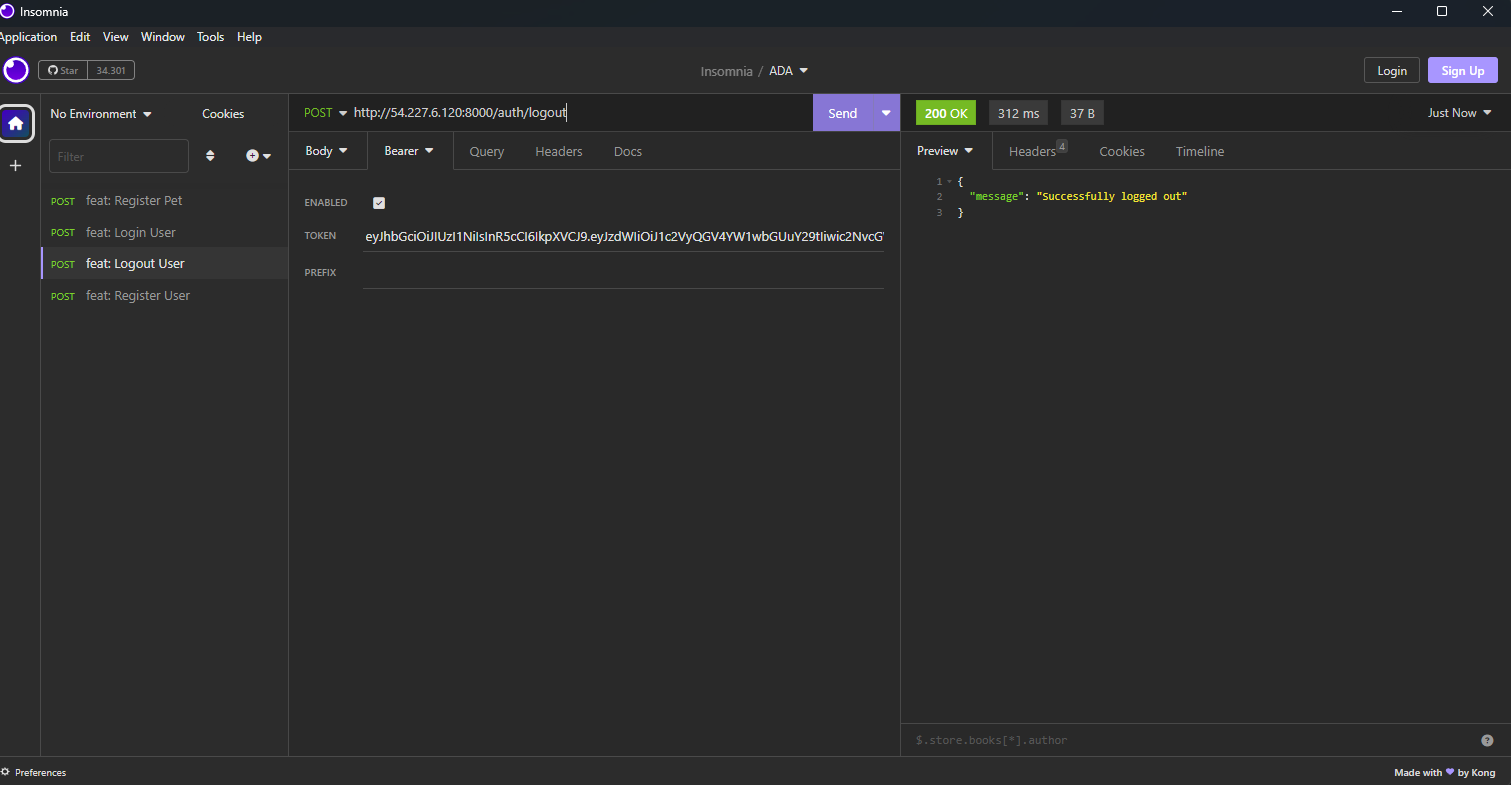 Insomnia
Application Edit View Window Tools Help
Star 34.301 Insomnia / ADA Login Sign Up
No Environment Cookies
POST http://54.227.6.120:8000/auth/logout Send
200 OK 312 ms 37 B Just Now
Filter
Body Bearer Query Headers Docs
Preview Headers 4 Cookies Timeline
POST feat: Register Pet
POST feat: Login User
POST feat: Logout User
POST feat: Register User
ENABLED
TOKEN
PREFIX
1 {
2 "message": "Successfully logged out"
3 }
$.store.books[*].author
Preferences
Made with by Kong